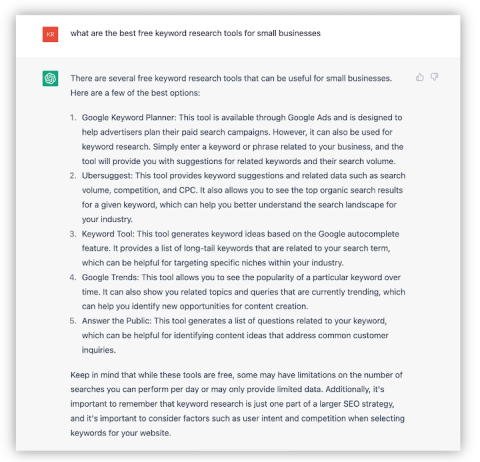 KR
what are the best free keyword research tools for small businesses
There are several free keyword research tools that can be useful for small businesses.
Here are a few of the best options:
1. Google Keyword Planner: This tool is available through Google Ads and is designed to
help advertisers plan their paid search campaigns. However, it can also be used for
keyword research. Simply enter a keyword or phrase related to your business, and the
tool will provide you with suggestions for related keywords and their search volume.
2. Ubersuggest: This tool provides keyword suggestions and related data such as search
volume, competition, and CPC. It also allows you to see the top organic search results
for a given keyword, which can help you better understand the search landscape for
your industry.
3. Keyword Tool: This tool generates keyword ideas based on the Google autocomplete
feature. It provides a list of long-tail keywords that are related to your search term,
which can be helpful for targeting specific niches within your industry.
4. Google Trends: This tool allows you to see the popularity of a particular keyword over
time. It can also show you related topics and queries that are currently trending, which
can help you identify new opportunities for content creation.
5. Answer the Public: This tool generates a list of questions related to your keyword,
which can be helpful for identifying content ideas that address common customer
inquiries.
Keep in mind that while these tools are free, some may have limitations on the number of
searches you can perform per day or may only provide limited data. Additionally, it's
important to remember that keyword research is just one part of a larger SEO strategy,
and it's important to consider factors such as user intent and competition when selecting
keywords for your website.